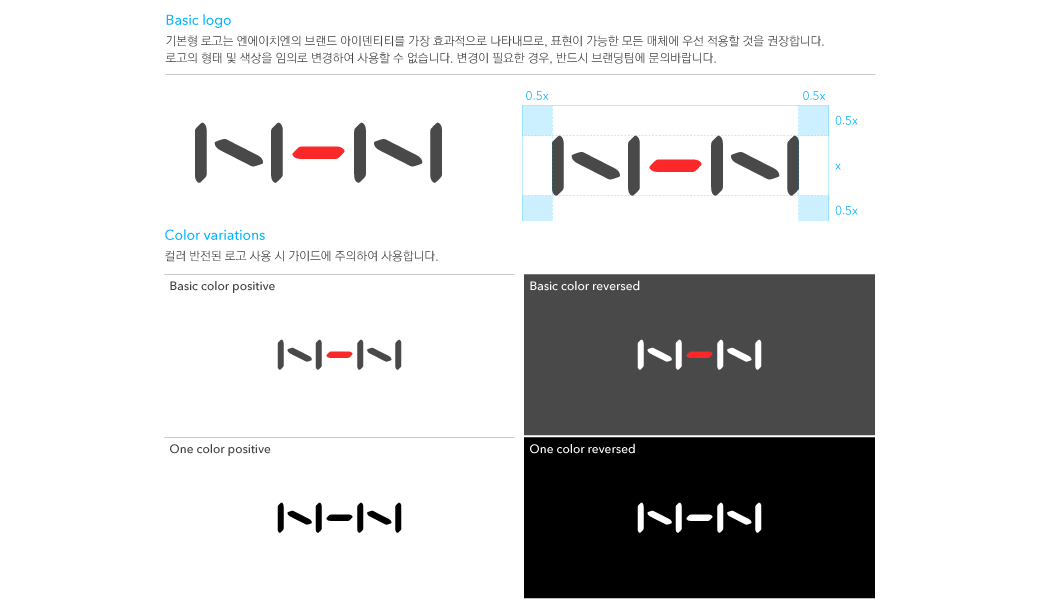 Basic logo
기본형 로고는 엔에이치엔의 브랜드 아이덴티티를 가장 효과적으로 나타내므로, 표현이 가능한 모든 매체에 우선 적용할 것을 권장합니다.
로고의 형태 및 색상을 임의로 변경하여 사용할 수 없습니다. 변경이 필요한 경우, 반드시 브랜딩팀에 문의바랍니다.
NHN
0.5x 0.5x
0.5x
NHN
x
0.5x
Color variations
컬러 반전된 로고 사용 시 가이드에 주의하여 사용합니다.
Basic color positive
NHN
Basic color reversed
NHN
One color positive
NHN
One color reversed
NHN